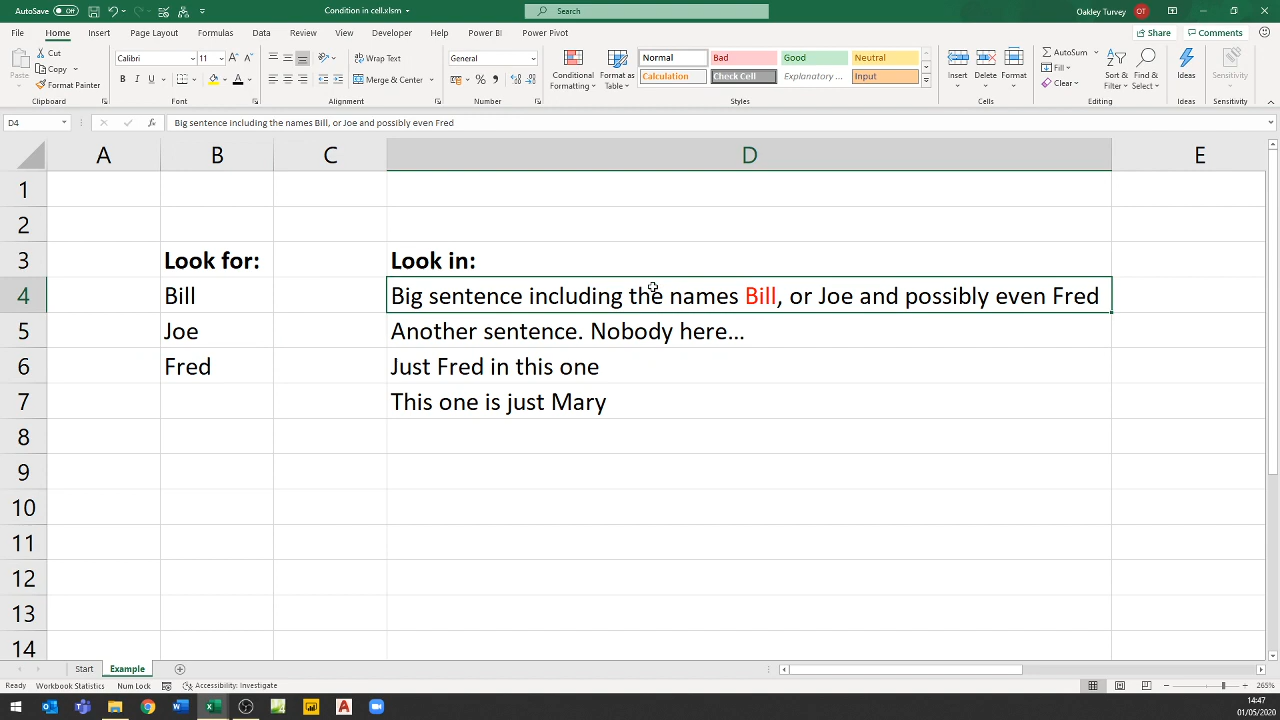 AutoSave Off
Condition in cell.xlsm
Search
Oakley Turvey OT
File Home Insert Page Layout Formulas Data Review View Developer Help Power BI Power Pivot
Share Comments
Paste
Cut
Copy
Format Painter
Clipboard
Calibri 11
B I U
Font
Wrap Text
Merge & Center
Alignment
General
Number
Conditional Formatting
Format as Table
Normal Bad Good Neutral
Calculation Check Cell Explanatory ... Input
Styles
Insert Delete Format
Cells
AutoSum
Fill
Clear
Sort & Filter
Find & Select
Editing
Ideas
Ideas
Sensitivity
Sensitivity
D4
fx
Big sentence including the names Bill, or Joe and possibly even Fred
A B C D E
1
2
3 Look for: Look in:
4 Bill Big sentence including the names Bill, or Joe and possibly even Fred
5 Joe Another sentence. Nobody here...
6 Fred Just Fred in this one
7 This one is just Mary
8
9
10
11
12
13
14
Start Example
Ready Workbook Statistics Num Lock Accessibility: Investigate
265%
14:47
01/05/2020